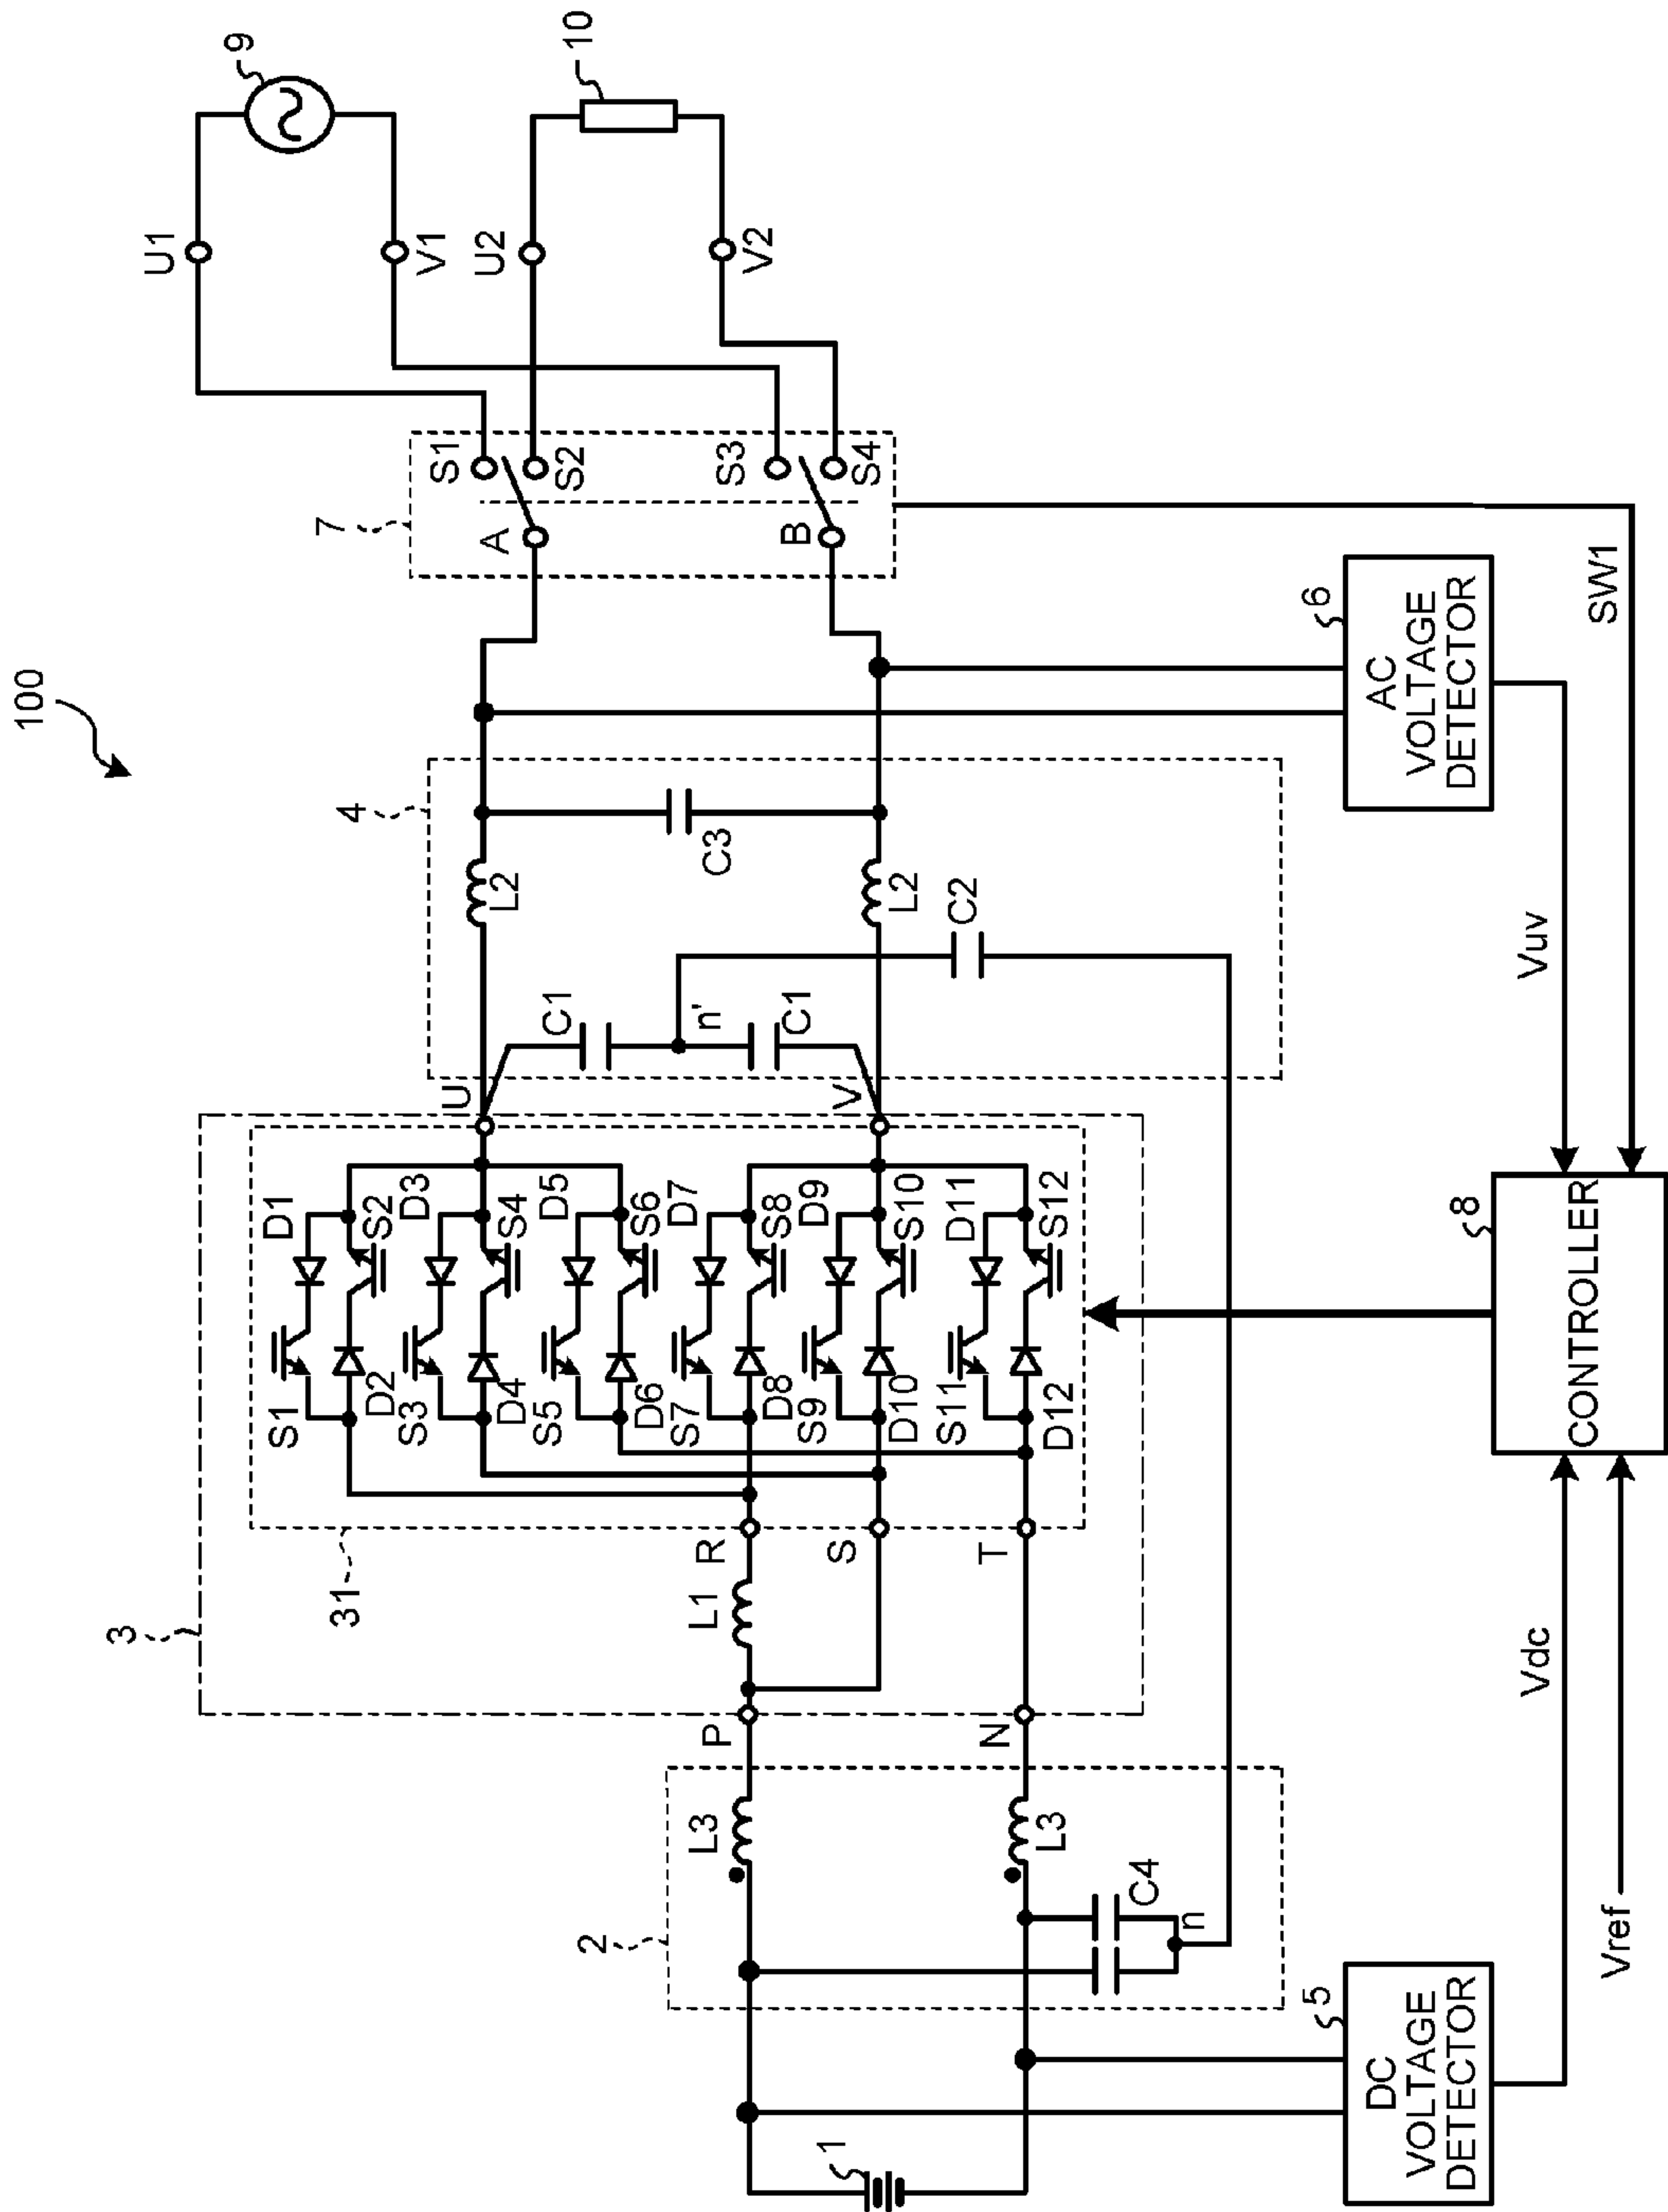 100
3
31
7
4
2
9
10
U1
V1
U2
V2
S1
S2
S3
S4
A
B
D1
S2
D3
S4
D5
S6
D7
S8
D9
S10
D11
S12
S1
D2
S3
D4
S5
D6
S7
D8
S9
D10
S11
D12
U
V
R
S
T
L1
P
N
L3
L3
C4
n
C1
n'
C1
L2
L2
C3
C2
1
5
DC
VOLTAGE
DETECTOR
6
AC
VOLTAGE
DETECTOR
8
CONTROLLER
Vdc
Vref
Vuv
SW1